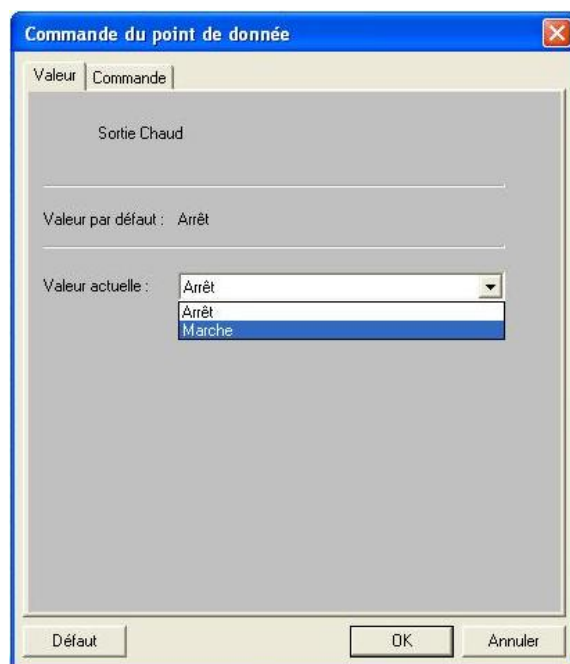 Commande du point de donnée
Valeur Commande
Sortie Chaud
Valeur par défaut : Arrêt
Valeur actuelle : Arrêt
Arrêt
Marche
Défaut OK Annuler